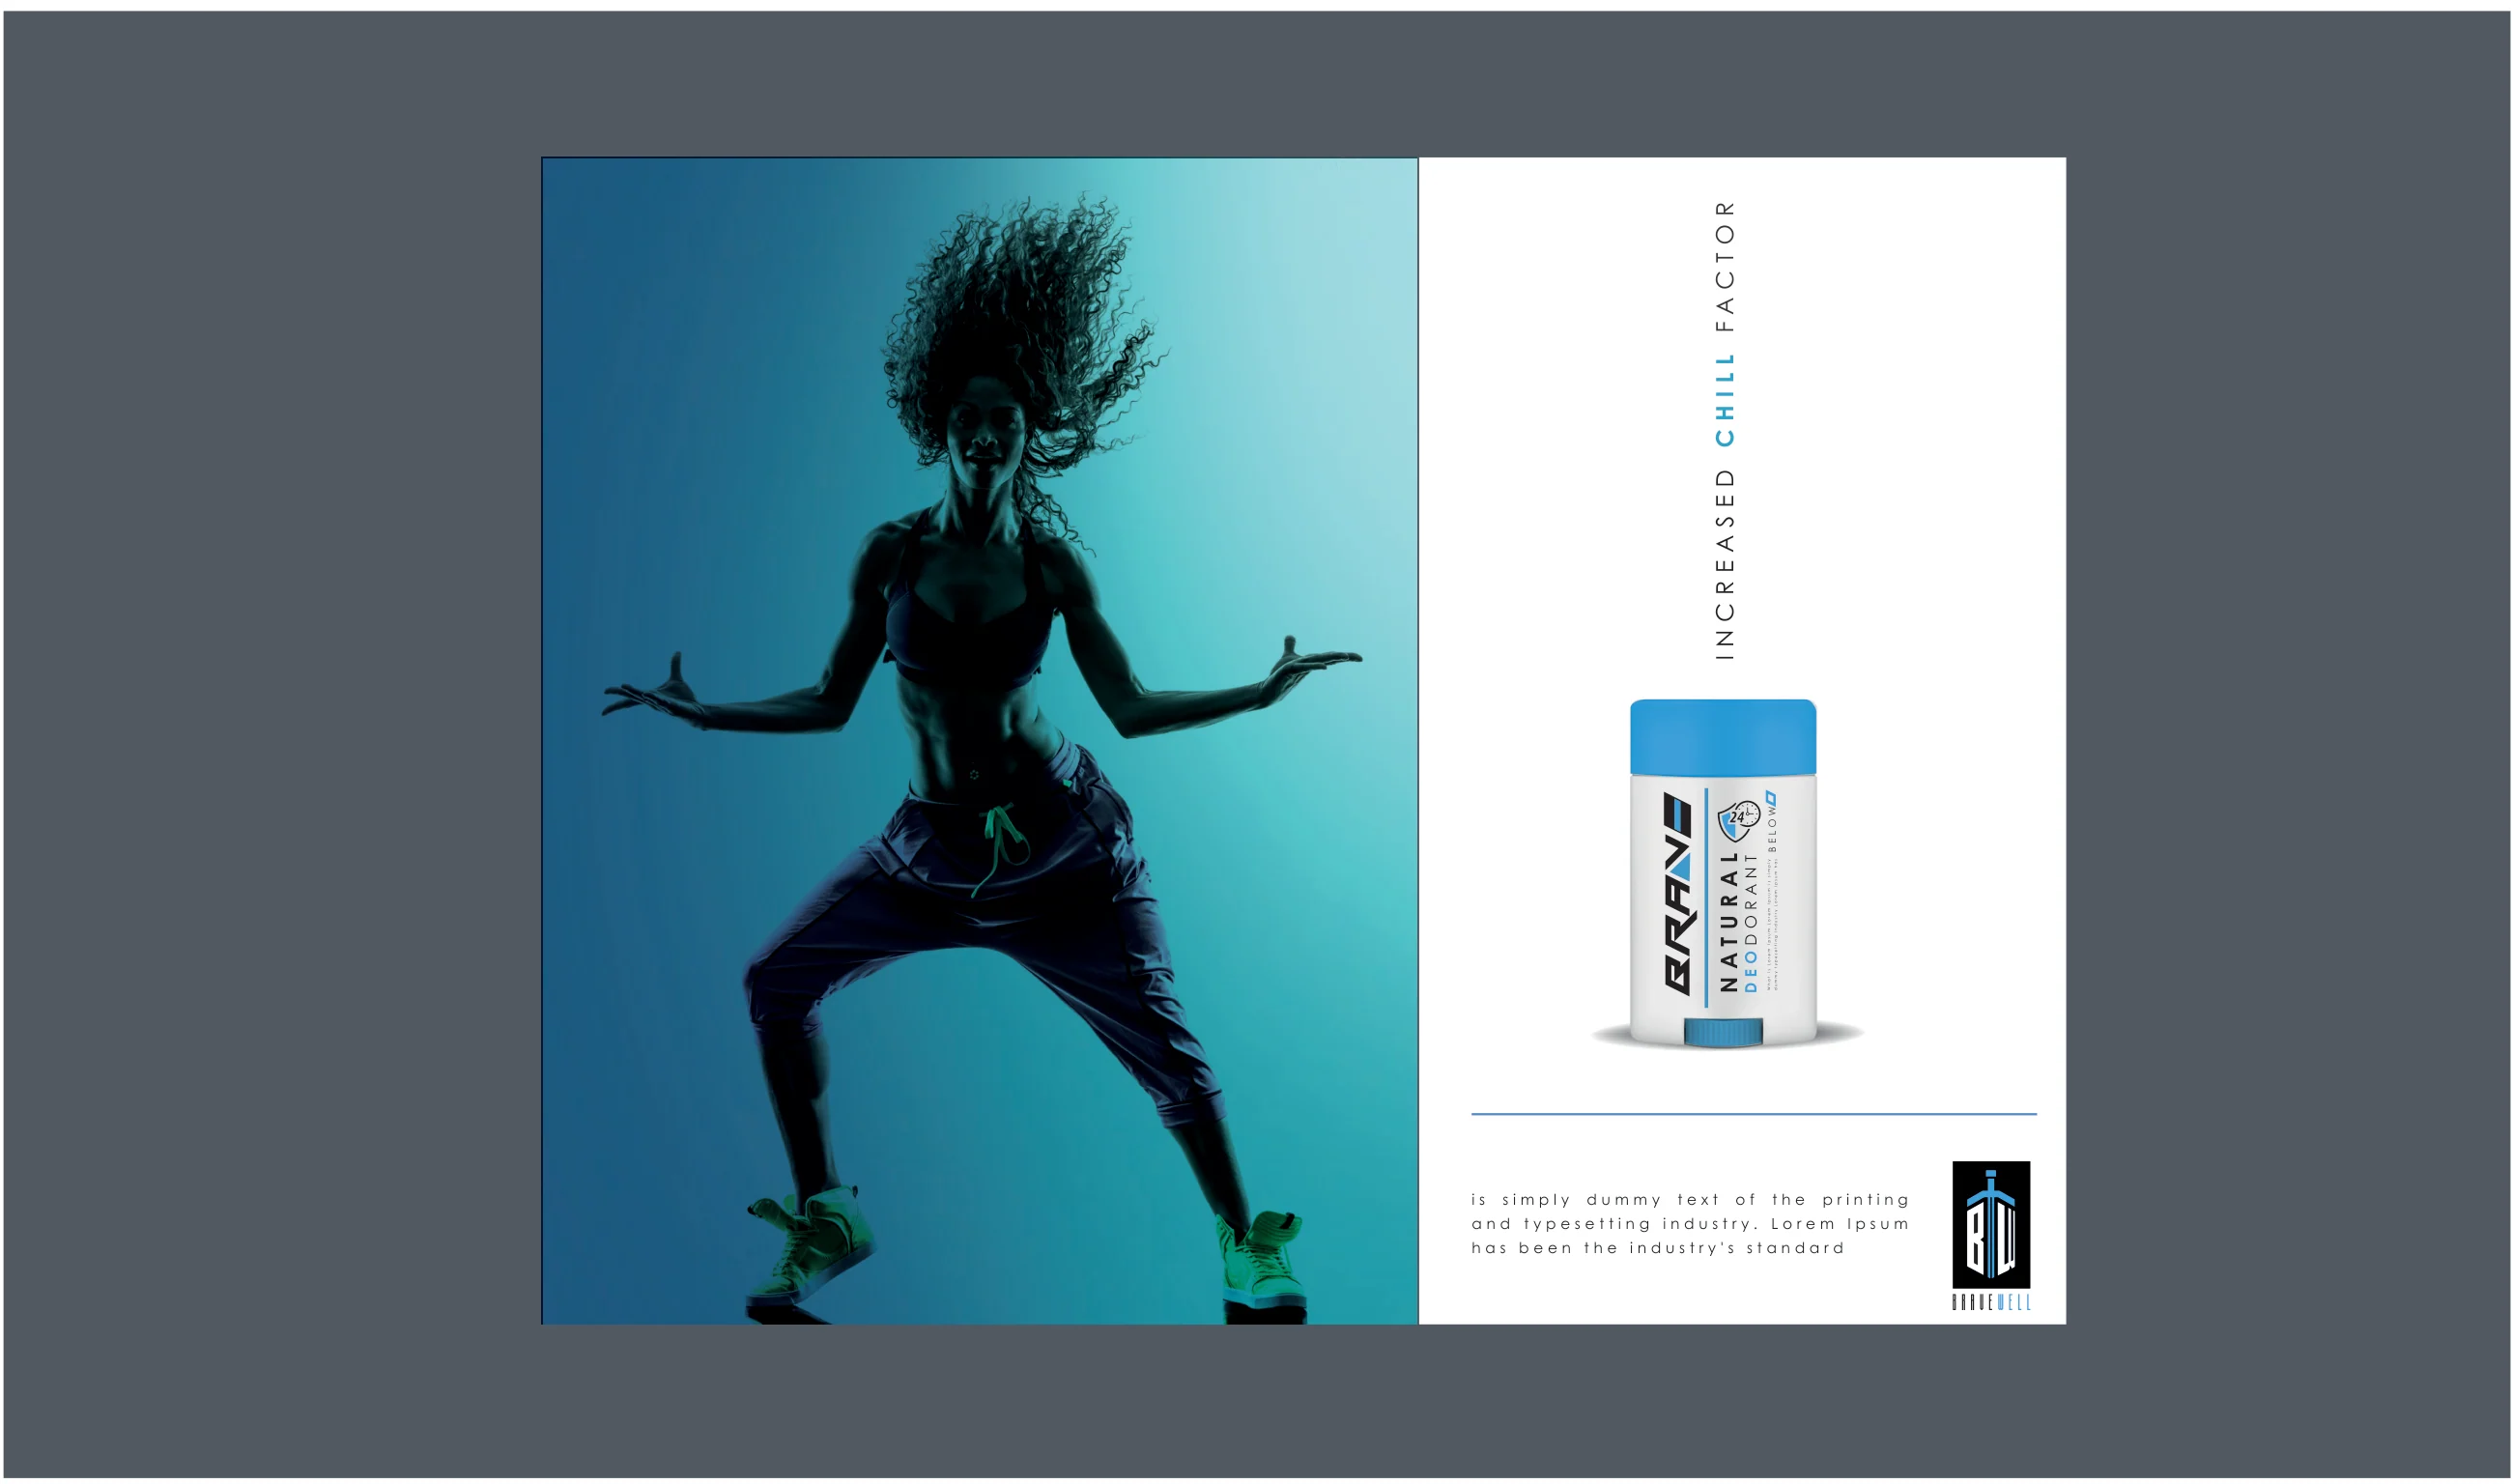 INCREASED CHILL FACTOR
BRAVE
NATURAL
DEODORANT
24
BELOW 0
is simply dummy text of the printing
and typesetting industry. Lorem Ipsum
has been the industry's standard
BW
BRAVEWELL